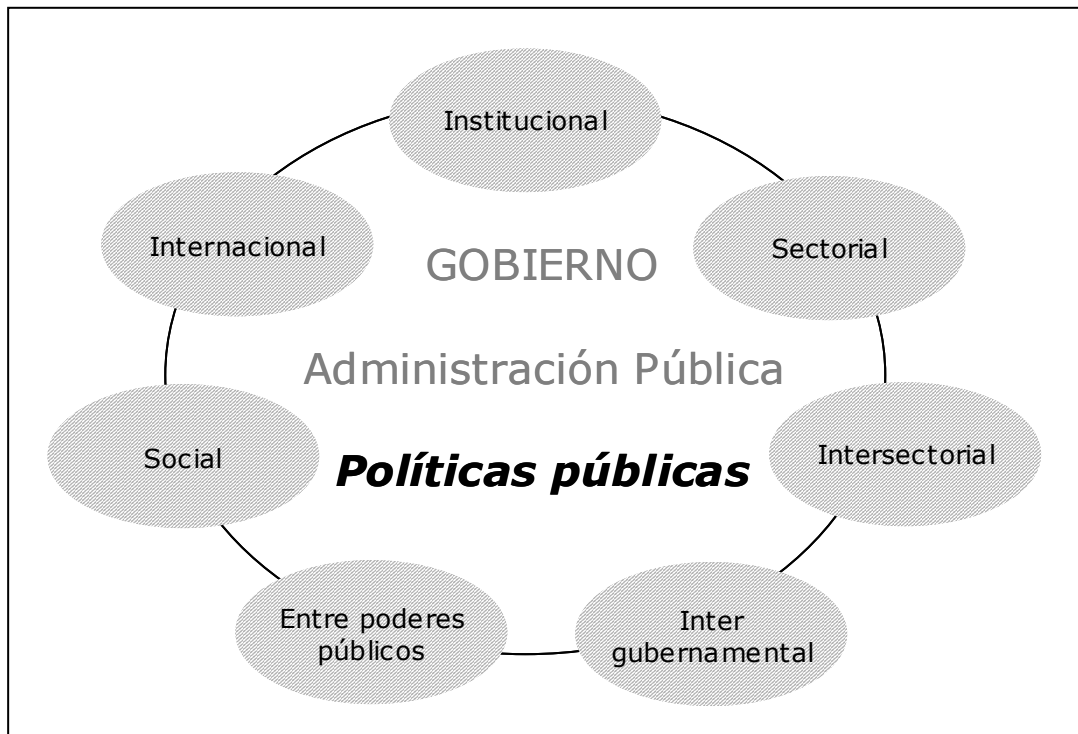 Institucional
Internacional
Sectorial
GOBIERNO
Administración Pública
Social
Políticas públicas
Intersectorial
Entre poderes
públicos
Inter
gubernamental